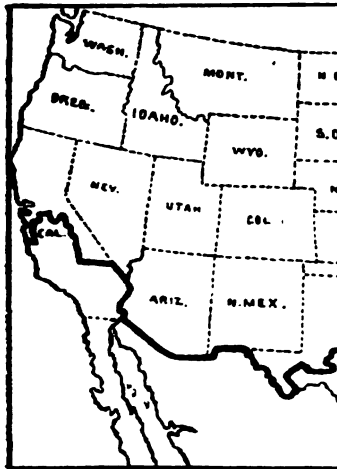 WASH.
MONT.
N
OREG.
IDAHO.
S.D
WYO.
NEV.
UTAH
COL.
CAL.
ARIZ.
N.MEX.